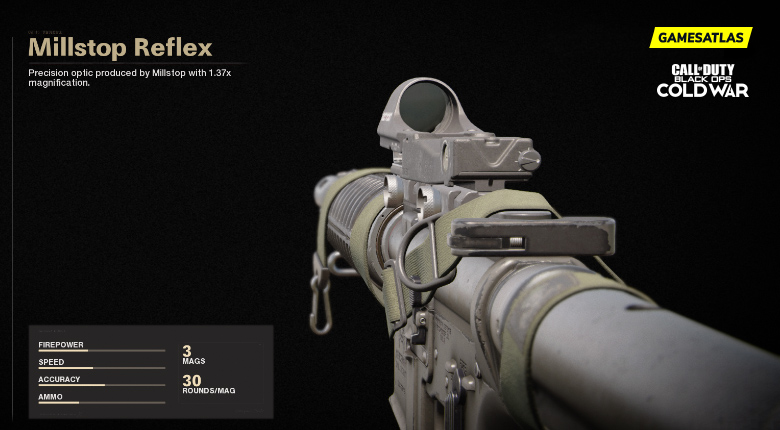 Millstop Reflex
Precision optic produced by Millstop with 1.37x
magnification.
GAMESATLAS
CALL OF DUTY
BLACK OPS
COLD WAR
FIREPOWER
SPEED
ACCURACY
AMMO
3
MAGS
30
ROUNDS/MAG